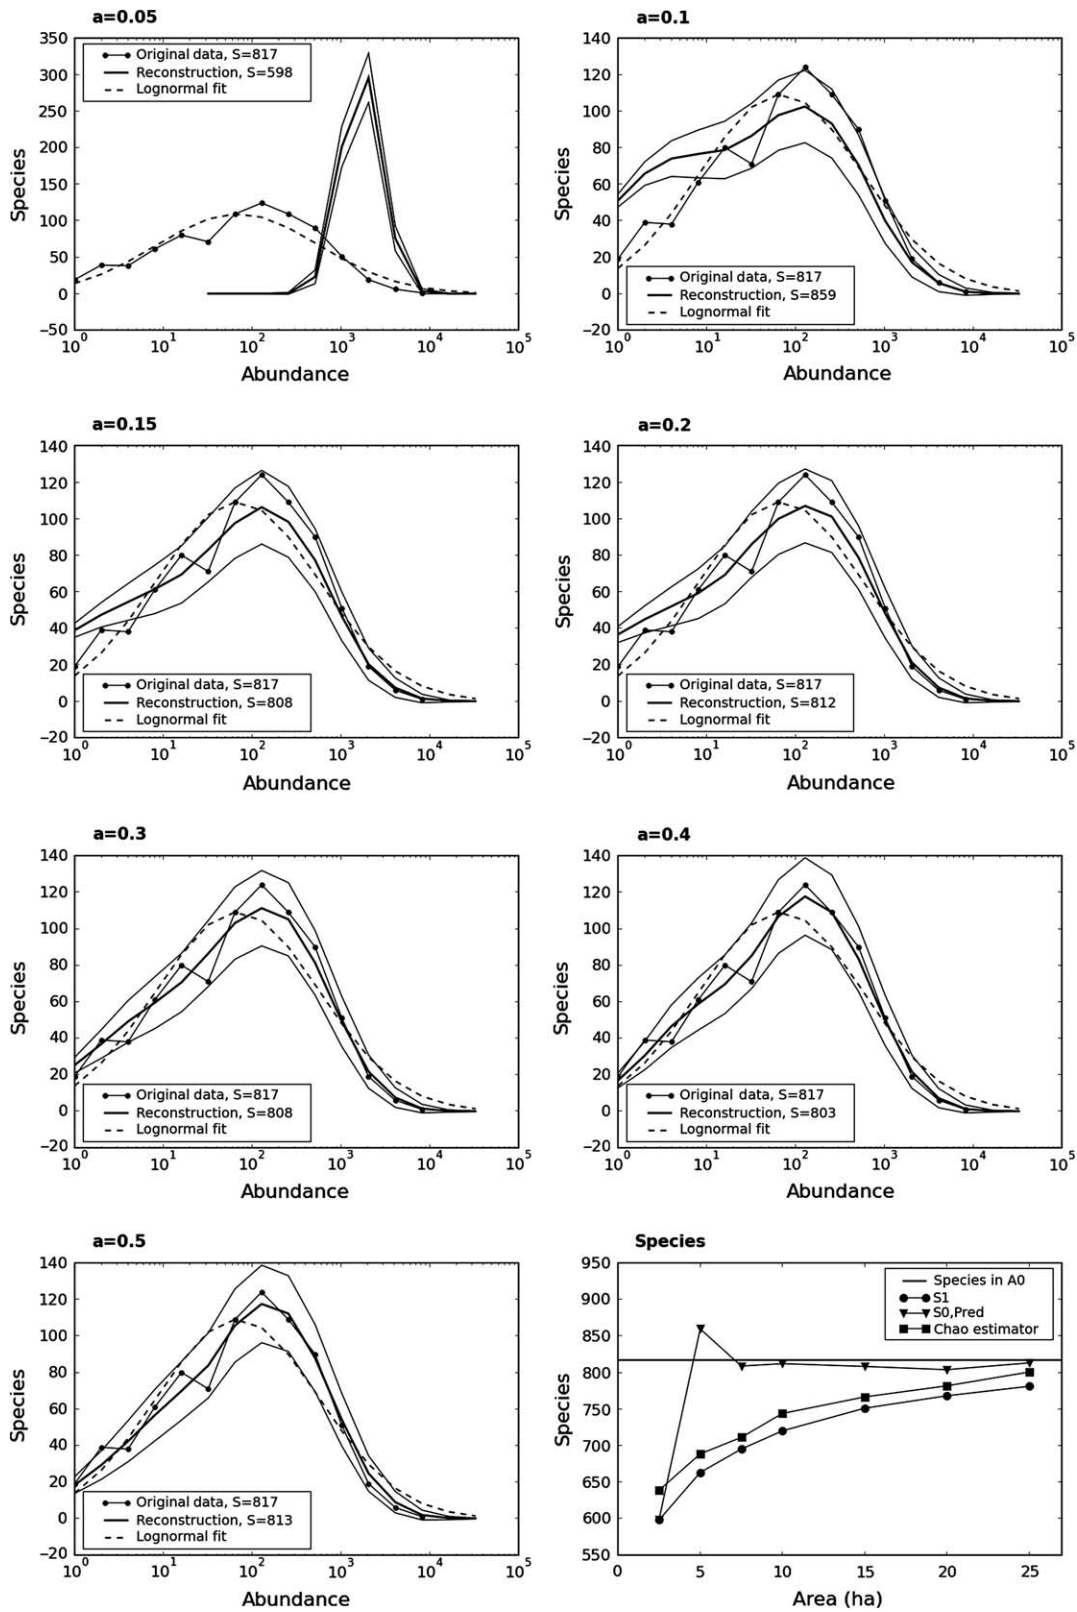 a=0.05
350
300
250
200
150
100
50
0
−50
Species
Original data, S=817
Reconstruction, S=598
Lognormal fit
10^0
10^1
10^2
10^3
10^4
10^5
Abundance
a=0.1
140
120
100
80
60
40
20
0
−20
Species
Original data, S=817
Reconstruction, S=859
Lognormal fit
10^0
10^1
10^2
10^3
10^4
10^5
Abundance
a=0.15
140
120
100
80
60
40
20
0
−20
Species
Original data, S=817
Reconstruction, S=808
Lognormal fit
10^0
10^1
10^2
10^3
10^4
10^5
Abundance
a=0.2
140
120
100
80
60
40
20
0
−20
Species
Original data, S=817
Reconstruction, S=812
Lognormal fit
10^0
10^1
10^2
10^3
10^4
10^5
Abundance
a=0.3
140
120
100
80
60
40
20
0
−20
Species
Original data, S=817
Reconstruction, S=808
Lognormal fit
10^0
10^1
10^2
10^3
10^4
10^5
Abundance
a=0.4
140
120
100
80
60
40
20
0
−20
Species
Original data, S=817
Reconstruction, S=803
Lognormal fit
10^0
10^1
10^2
10^3
10^4
10^5
Abundance
a=0.5
140
120
100
80
60
40
20
0
−20
Species
Original data, S=817
Reconstruction, S=813
Lognormal fit
10^0
10^1
10^2
10^3
10^4
10^5
Abundance
Species
950
900
850
800
750
700
650
600
550
Species
Species in A0
S1
S0,Pred
Chao estimator
0
5
10
15
20
25
Area (ha)